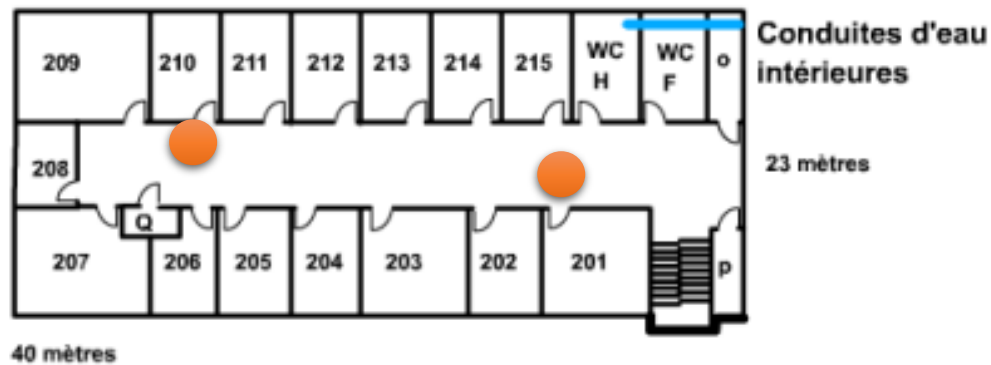 209
210
211
212
213
214
215
WC
H
WC
F
o
Conduites d'eau
intérieures
208
23 mètres
Q
207
206
205
204
203
202
201
p
40 mètres